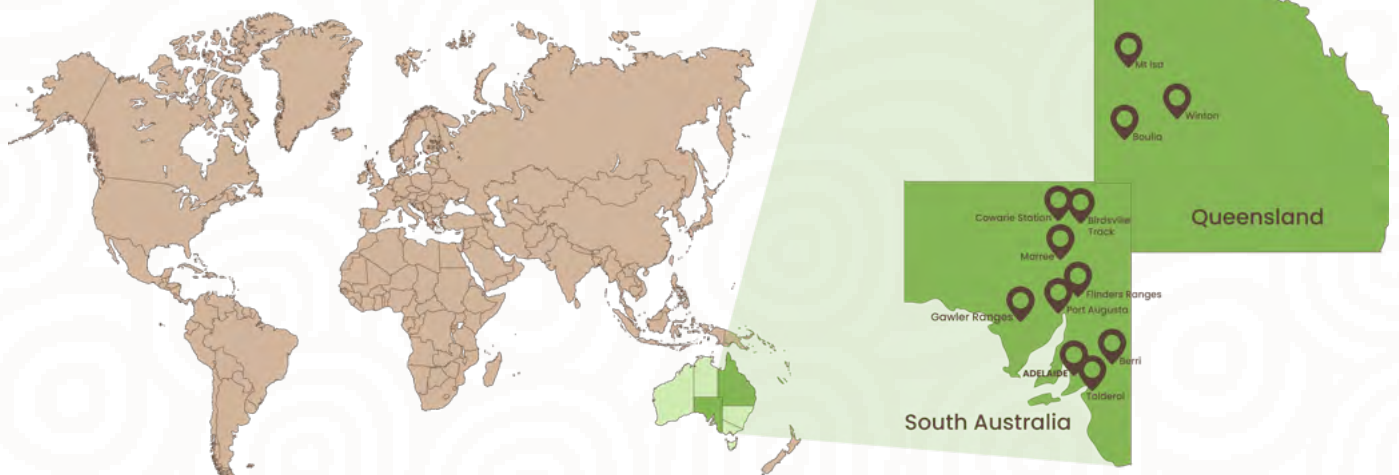 Mt Isa
Winton
Boulia
Queensland
Cowarie Station
Birdsville
Track
Marree
Flinders Ranges
Port Augusta
Gawler Ranges
Berri
ADELAIDE
Tolderol
South Australia